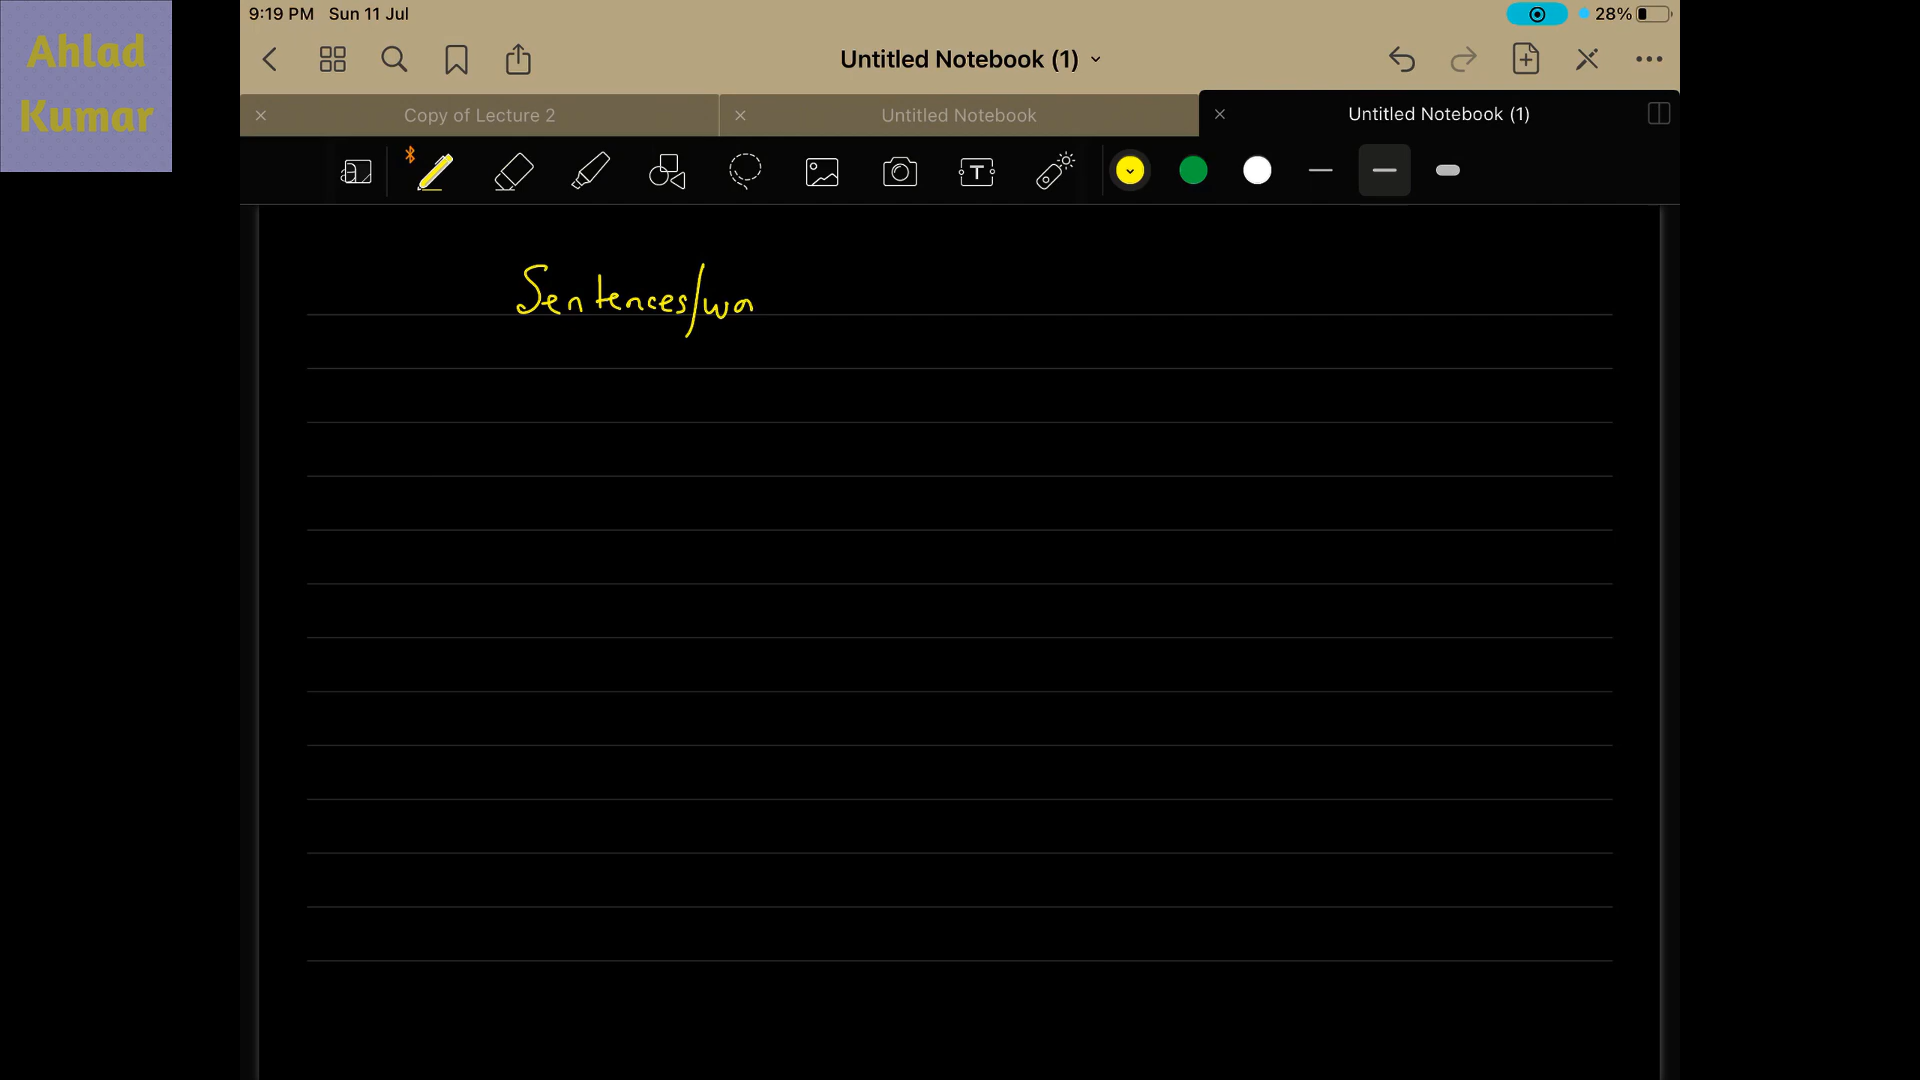 Ahlad
Kumar
9:19 PM Sun 11 Jul
28%
Untitled Notebook (1)
Copy of Lecture 2
Untitled Notebook
Untitled Notebook (1)
T
Sentences/wo